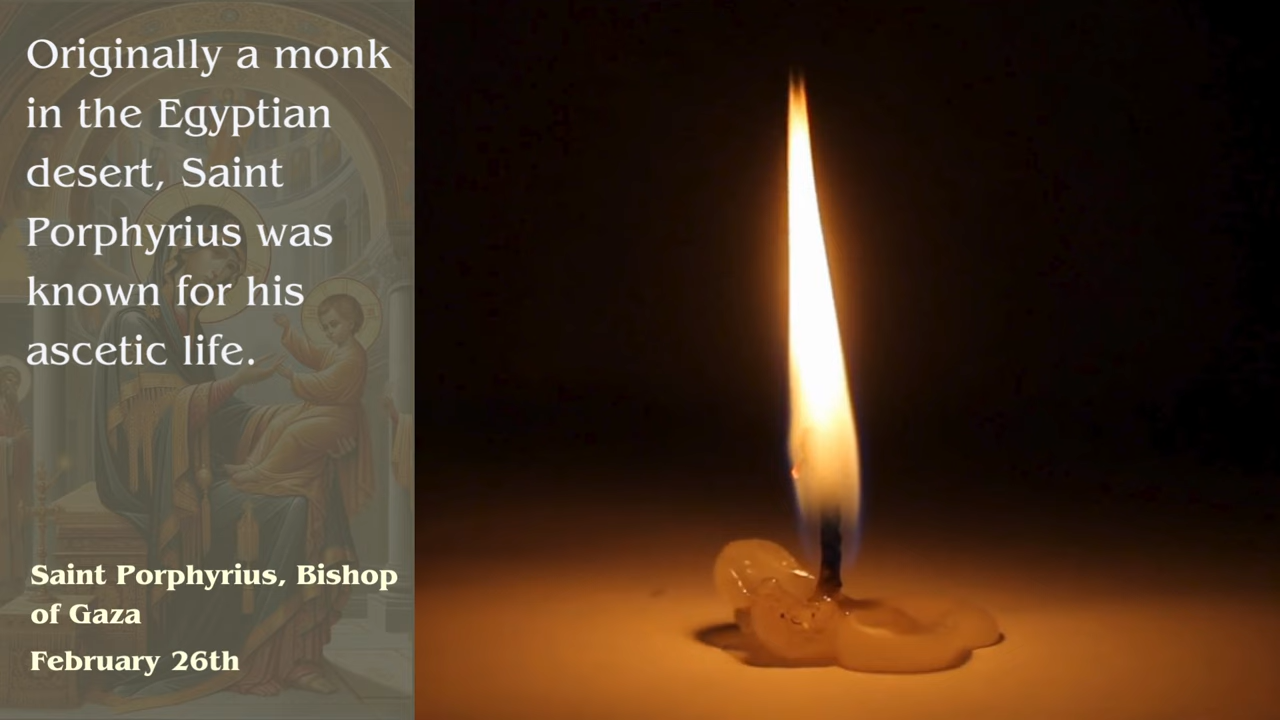 Originally a monk
in the Egyptian
desert, Saint
Porphyrius was
known for his
ascetic life.
Saint Porphyrius, Bishop
of Gaza
February 26th